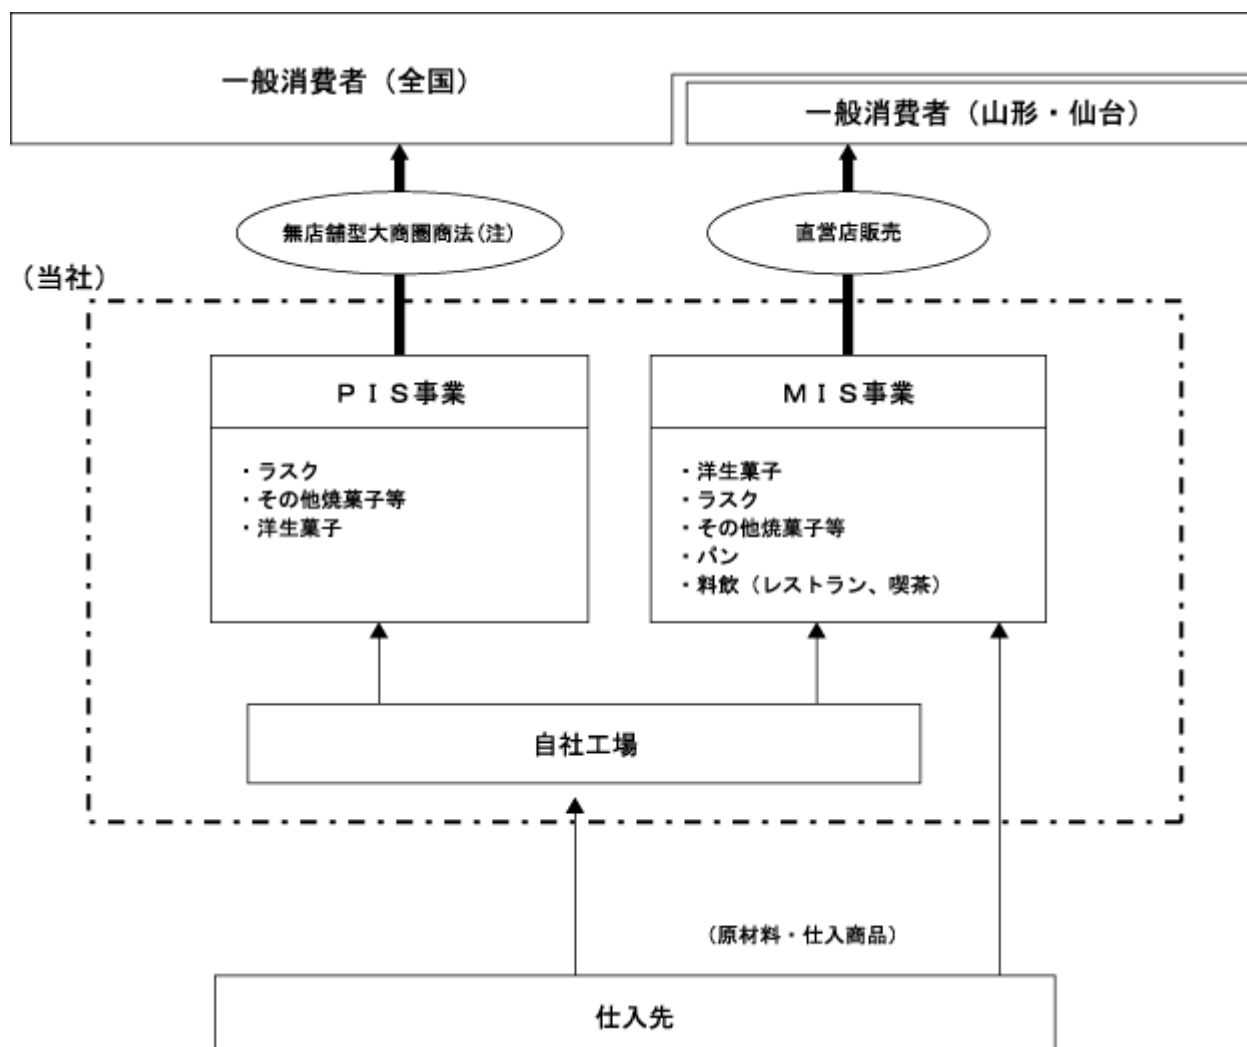 一般消費者（全国）
一般消費者（山形・仙台）
無店舗型大商圏商法(注)
直営店販売
（当社）
ＰＩＳ事業
・ラスク
・その他焼菓子等
・洋生菓子
ＭＩＳ事業
・洋生菓子
・ラスク
・その他焼菓子等
・パン
・料飲（レストラン、喫茶）
自社工場
（原材料・仕入商品）
仕入先